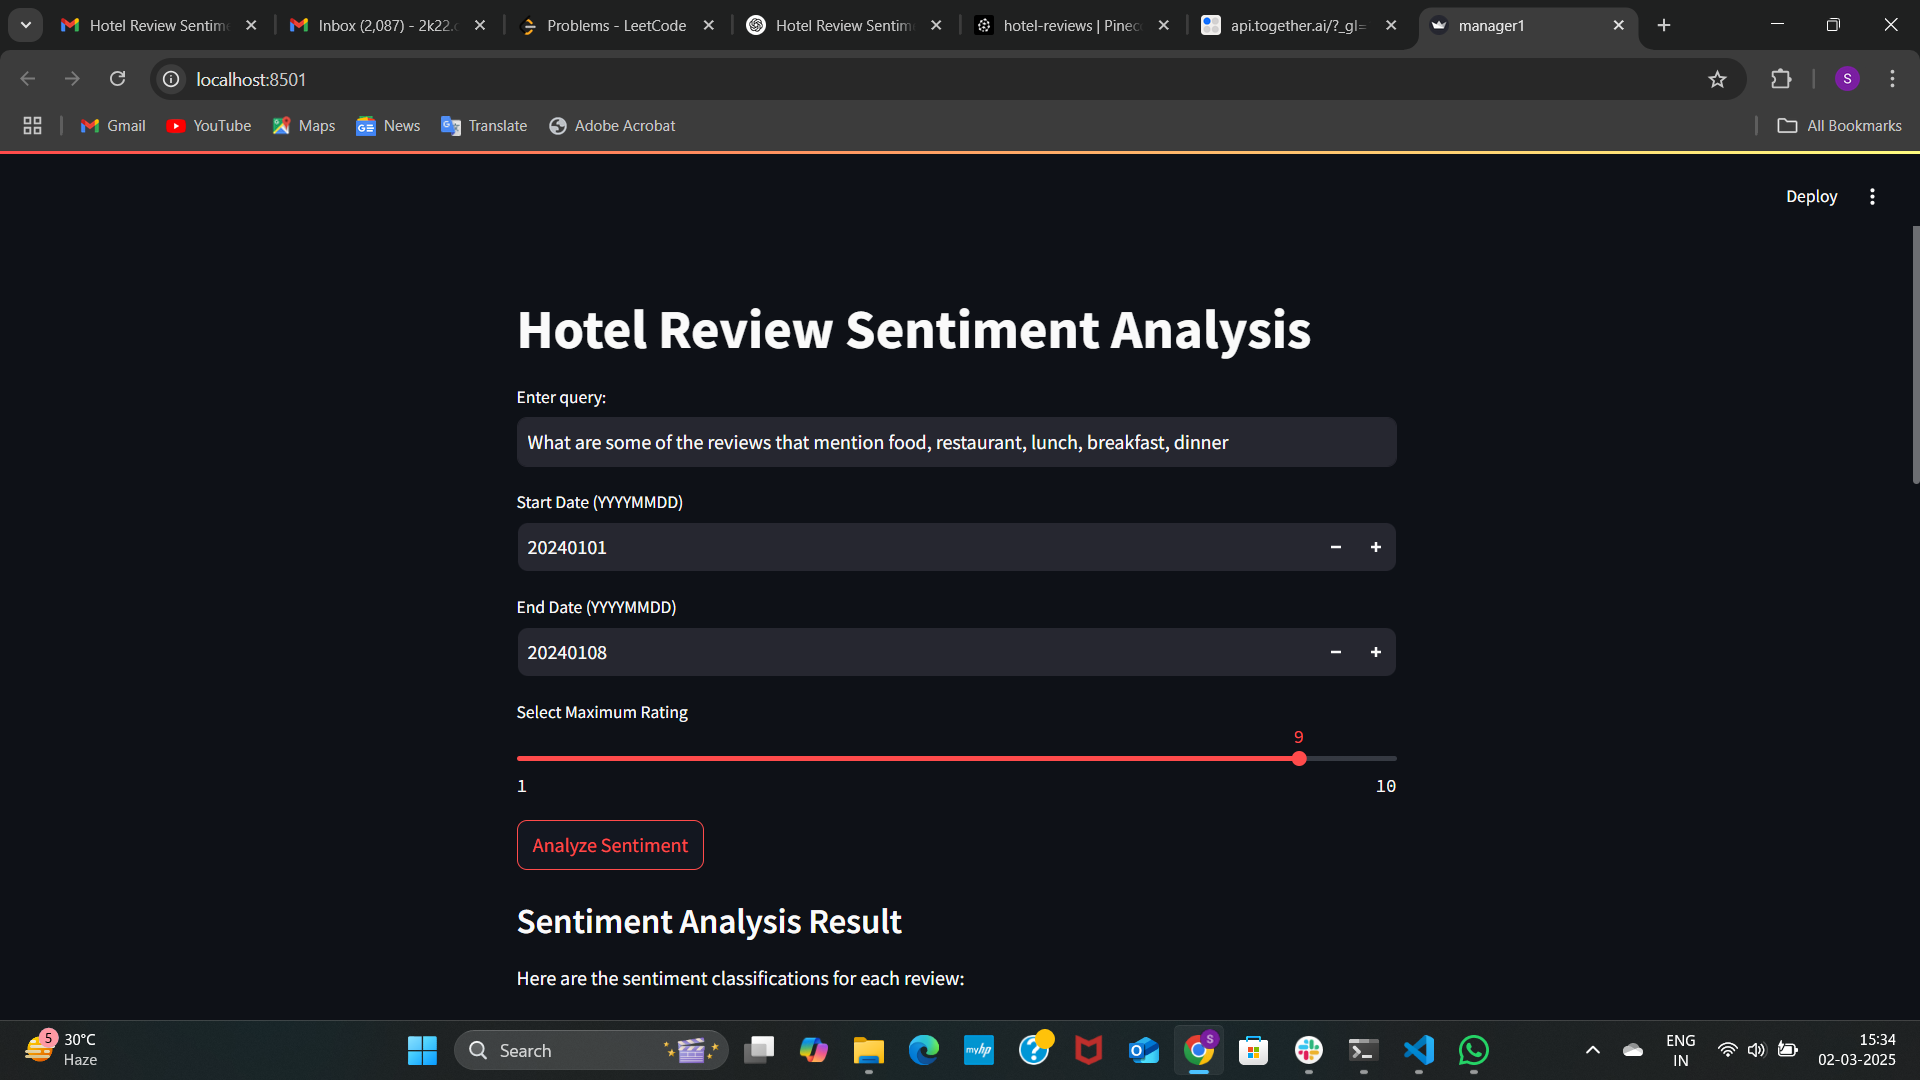 Hotel Review Sentime
Inbox (2,087) - 2k22.c
Problems - LeetCode
Hotel Review Sentim
hotel-reviews | Pinec
api.together.ai/?_gl=
manager1
localhost:8501
S
Gmail
YouTube
Maps
News
Translate
Adobe Acrobat
All Bookmarks
Deploy
Hotel Review Sentiment Analysis
Enter query:
What are some of the reviews that mention food, restaurant, lunch, breakfast, dinner
Start Date (YYYYMMDD)
20240101
End Date (YYYYMMDD)
20240108
Select Maximum Rating
9
1
10
Analyze Sentiment
Sentiment Analysis Result
Here are the sentiment classifications for each review:
5
30°C
Haze
Search
myhp
S
ENG
IN
15:34
02-03-2025